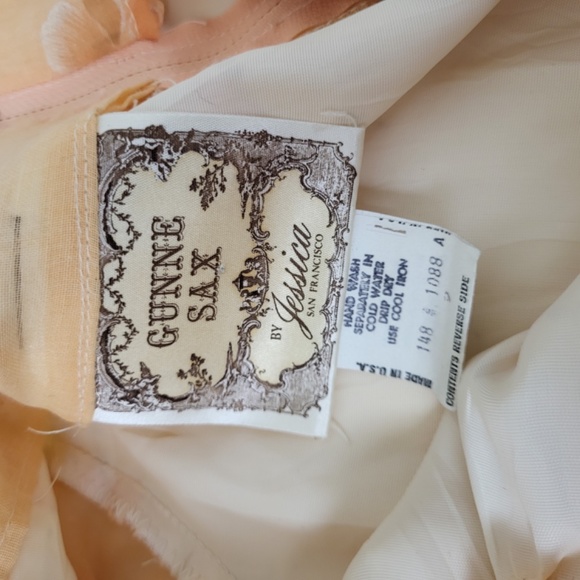 GUNNE
SAX
BY Jessica
SAN FRANCISCO
HAND WASH
SEPARATELY IN
COLD WATER
DRIP DRY
USE COOL IRON
148 1088 A
MADE IN U.S.A.
CONTENTS REVERSE SIDE